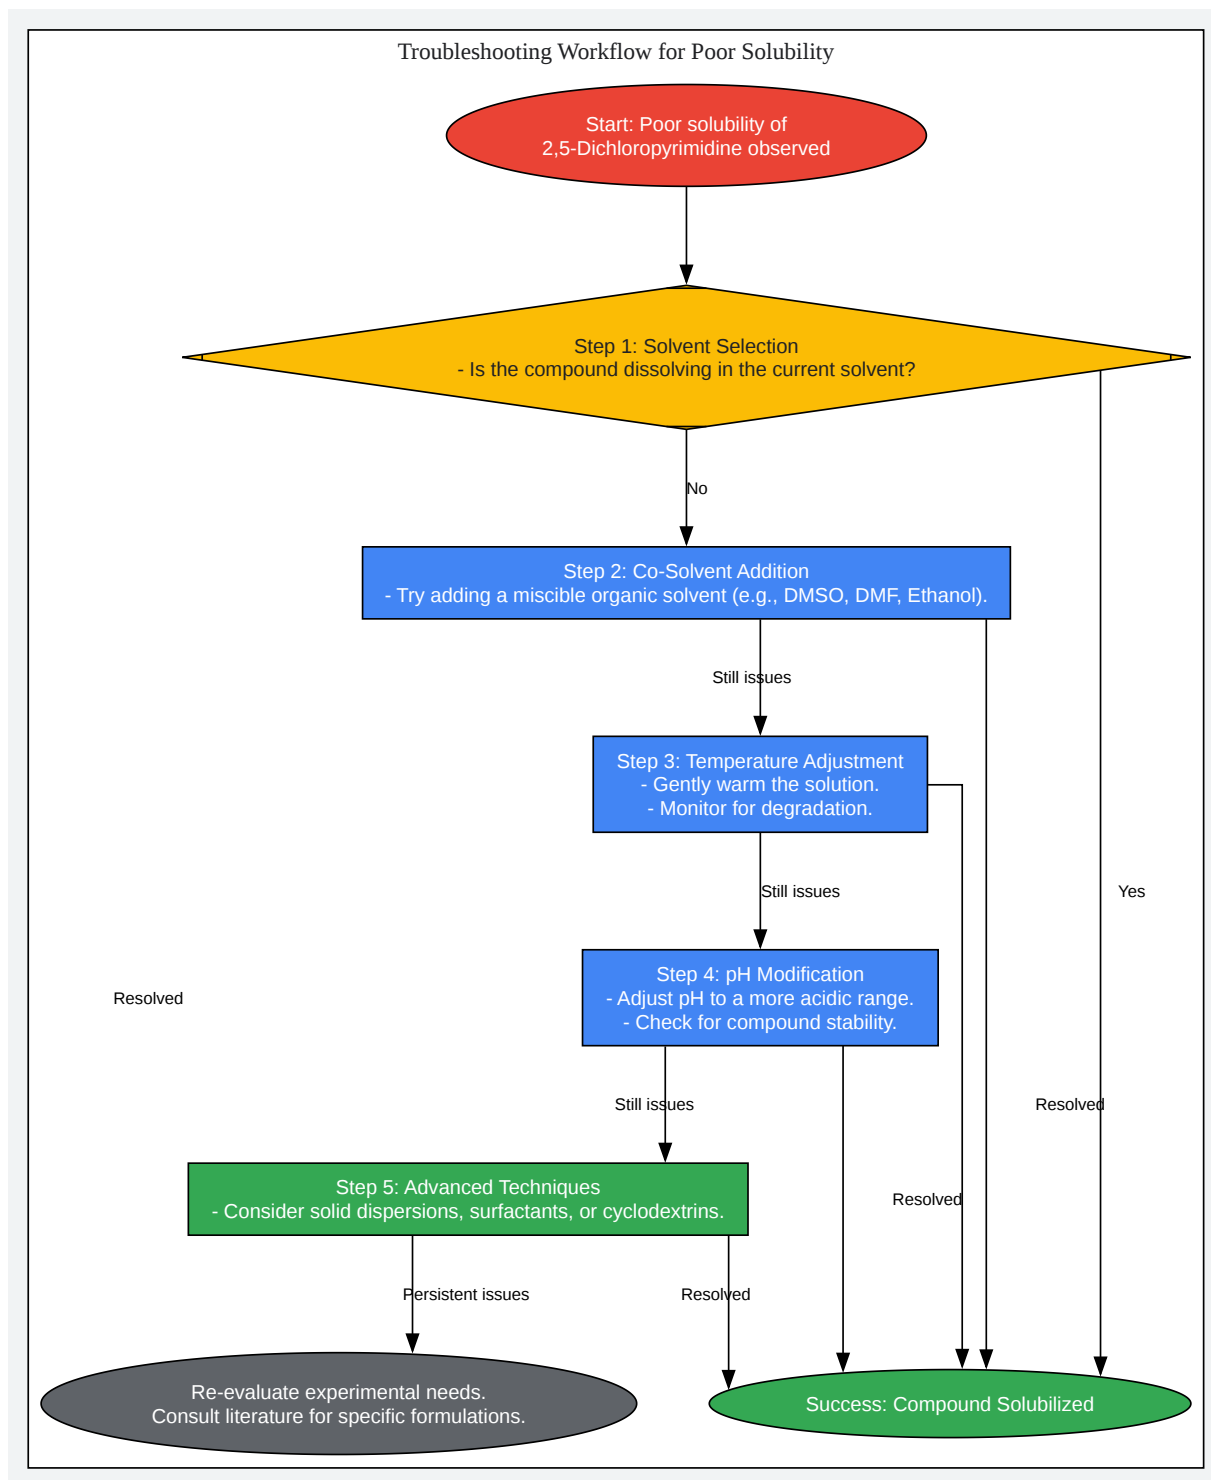 Troubleshooting Workflow for Poor Solubility
Start: Poor solubility of
2,5-Dichloropyrimidine observed
Step 1: Solvent Selection
- Is the compound dissolving in the current solvent?
No
Step 2: Co-Solvent Addition
- Try adding a miscible organic solvent (e.g., DMSO, DMF, Ethanol).
Still issues
Step 3: Temperature Adjustment
- Gently warm the solution.
- Monitor for degradation.
Still issues
Yes
Step 4: pH Modification
- Adjust pH to a more acidic range.
- Check for compound stability.
Resolved
Still issues
Resolved
Step 5: Advanced Techniques
- Consider solid dispersions, surfactants, or cyclodextrins.
Resolved
Persistent issues
Resolved
Re-evaluate experimental needs.
Consult literature for specific formulations.
Success: Compound Solubilized